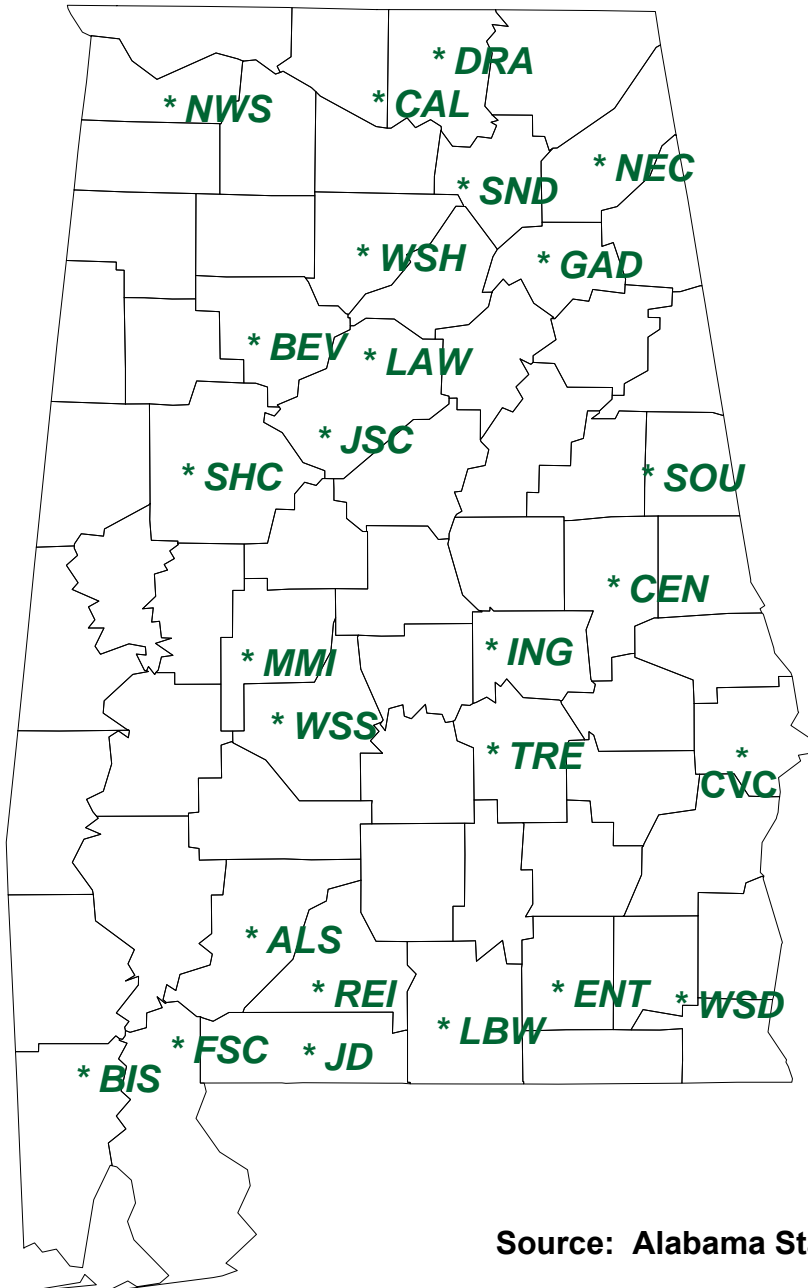 * DRA
* NWS
* CAL
* NEC
* SND
* WSH
* GAD
* BEV
* LAW
* JSC
* SHC
* SOU
* CEN
* MMI
* ING
* WSS
* TRE
*
CVC
* ALS
* REI
* ENT
* WSD
* LBW
* FSC
* JD
* BIS
Source: Alabama